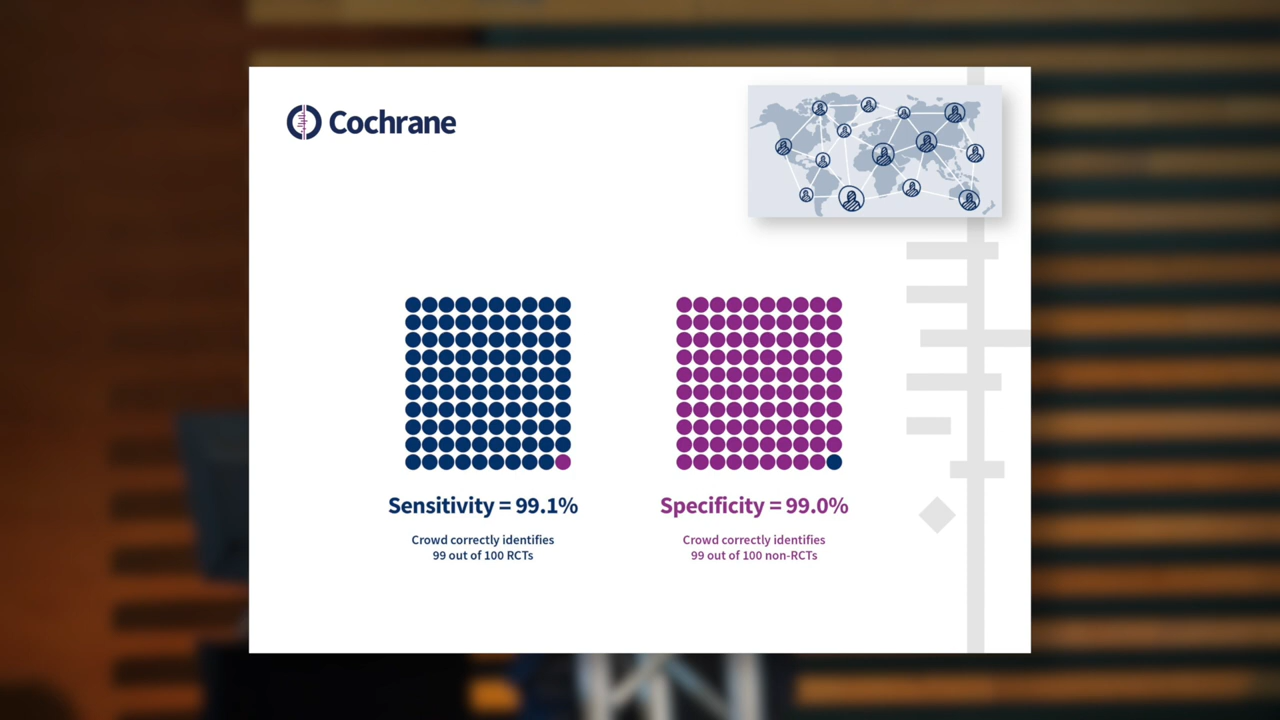 Cochrane
Sensitivity = 99.1%
Crowd correctly identifies
99 out of 100 RCTs
Specificity = 99.0%
Crowd correctly identifies
99 out of 100 non-RCTs